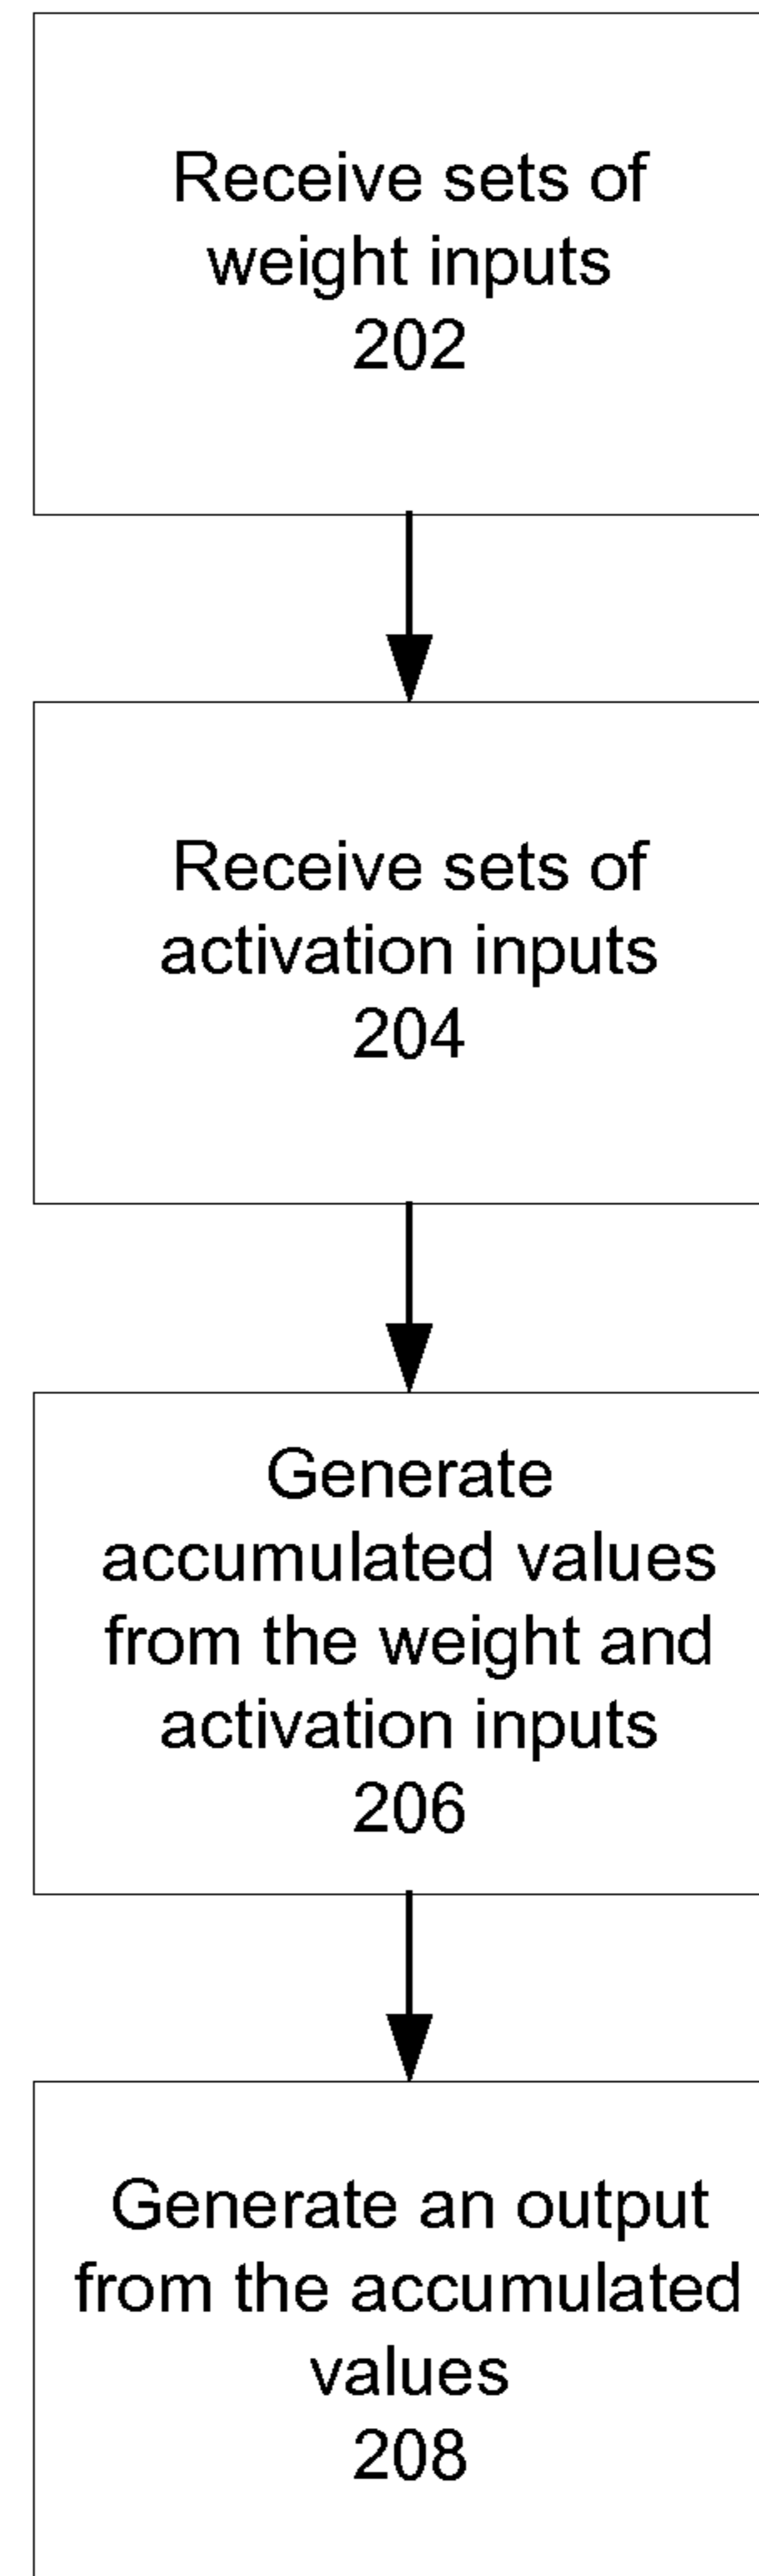 Receive sets of
weight inputs
202
Receive sets of
activation inputs
204
Generate
accumulated values
from the weight and
activation inputs
206
Generate an output
from the accumulated
values
208